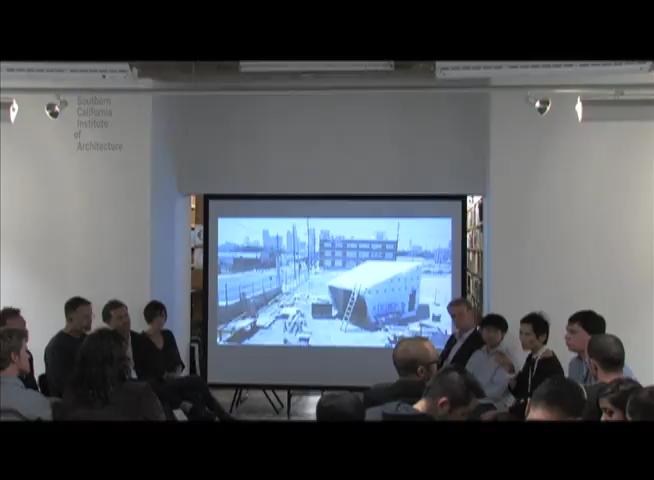 Southern
California
Institute
of
Architecture